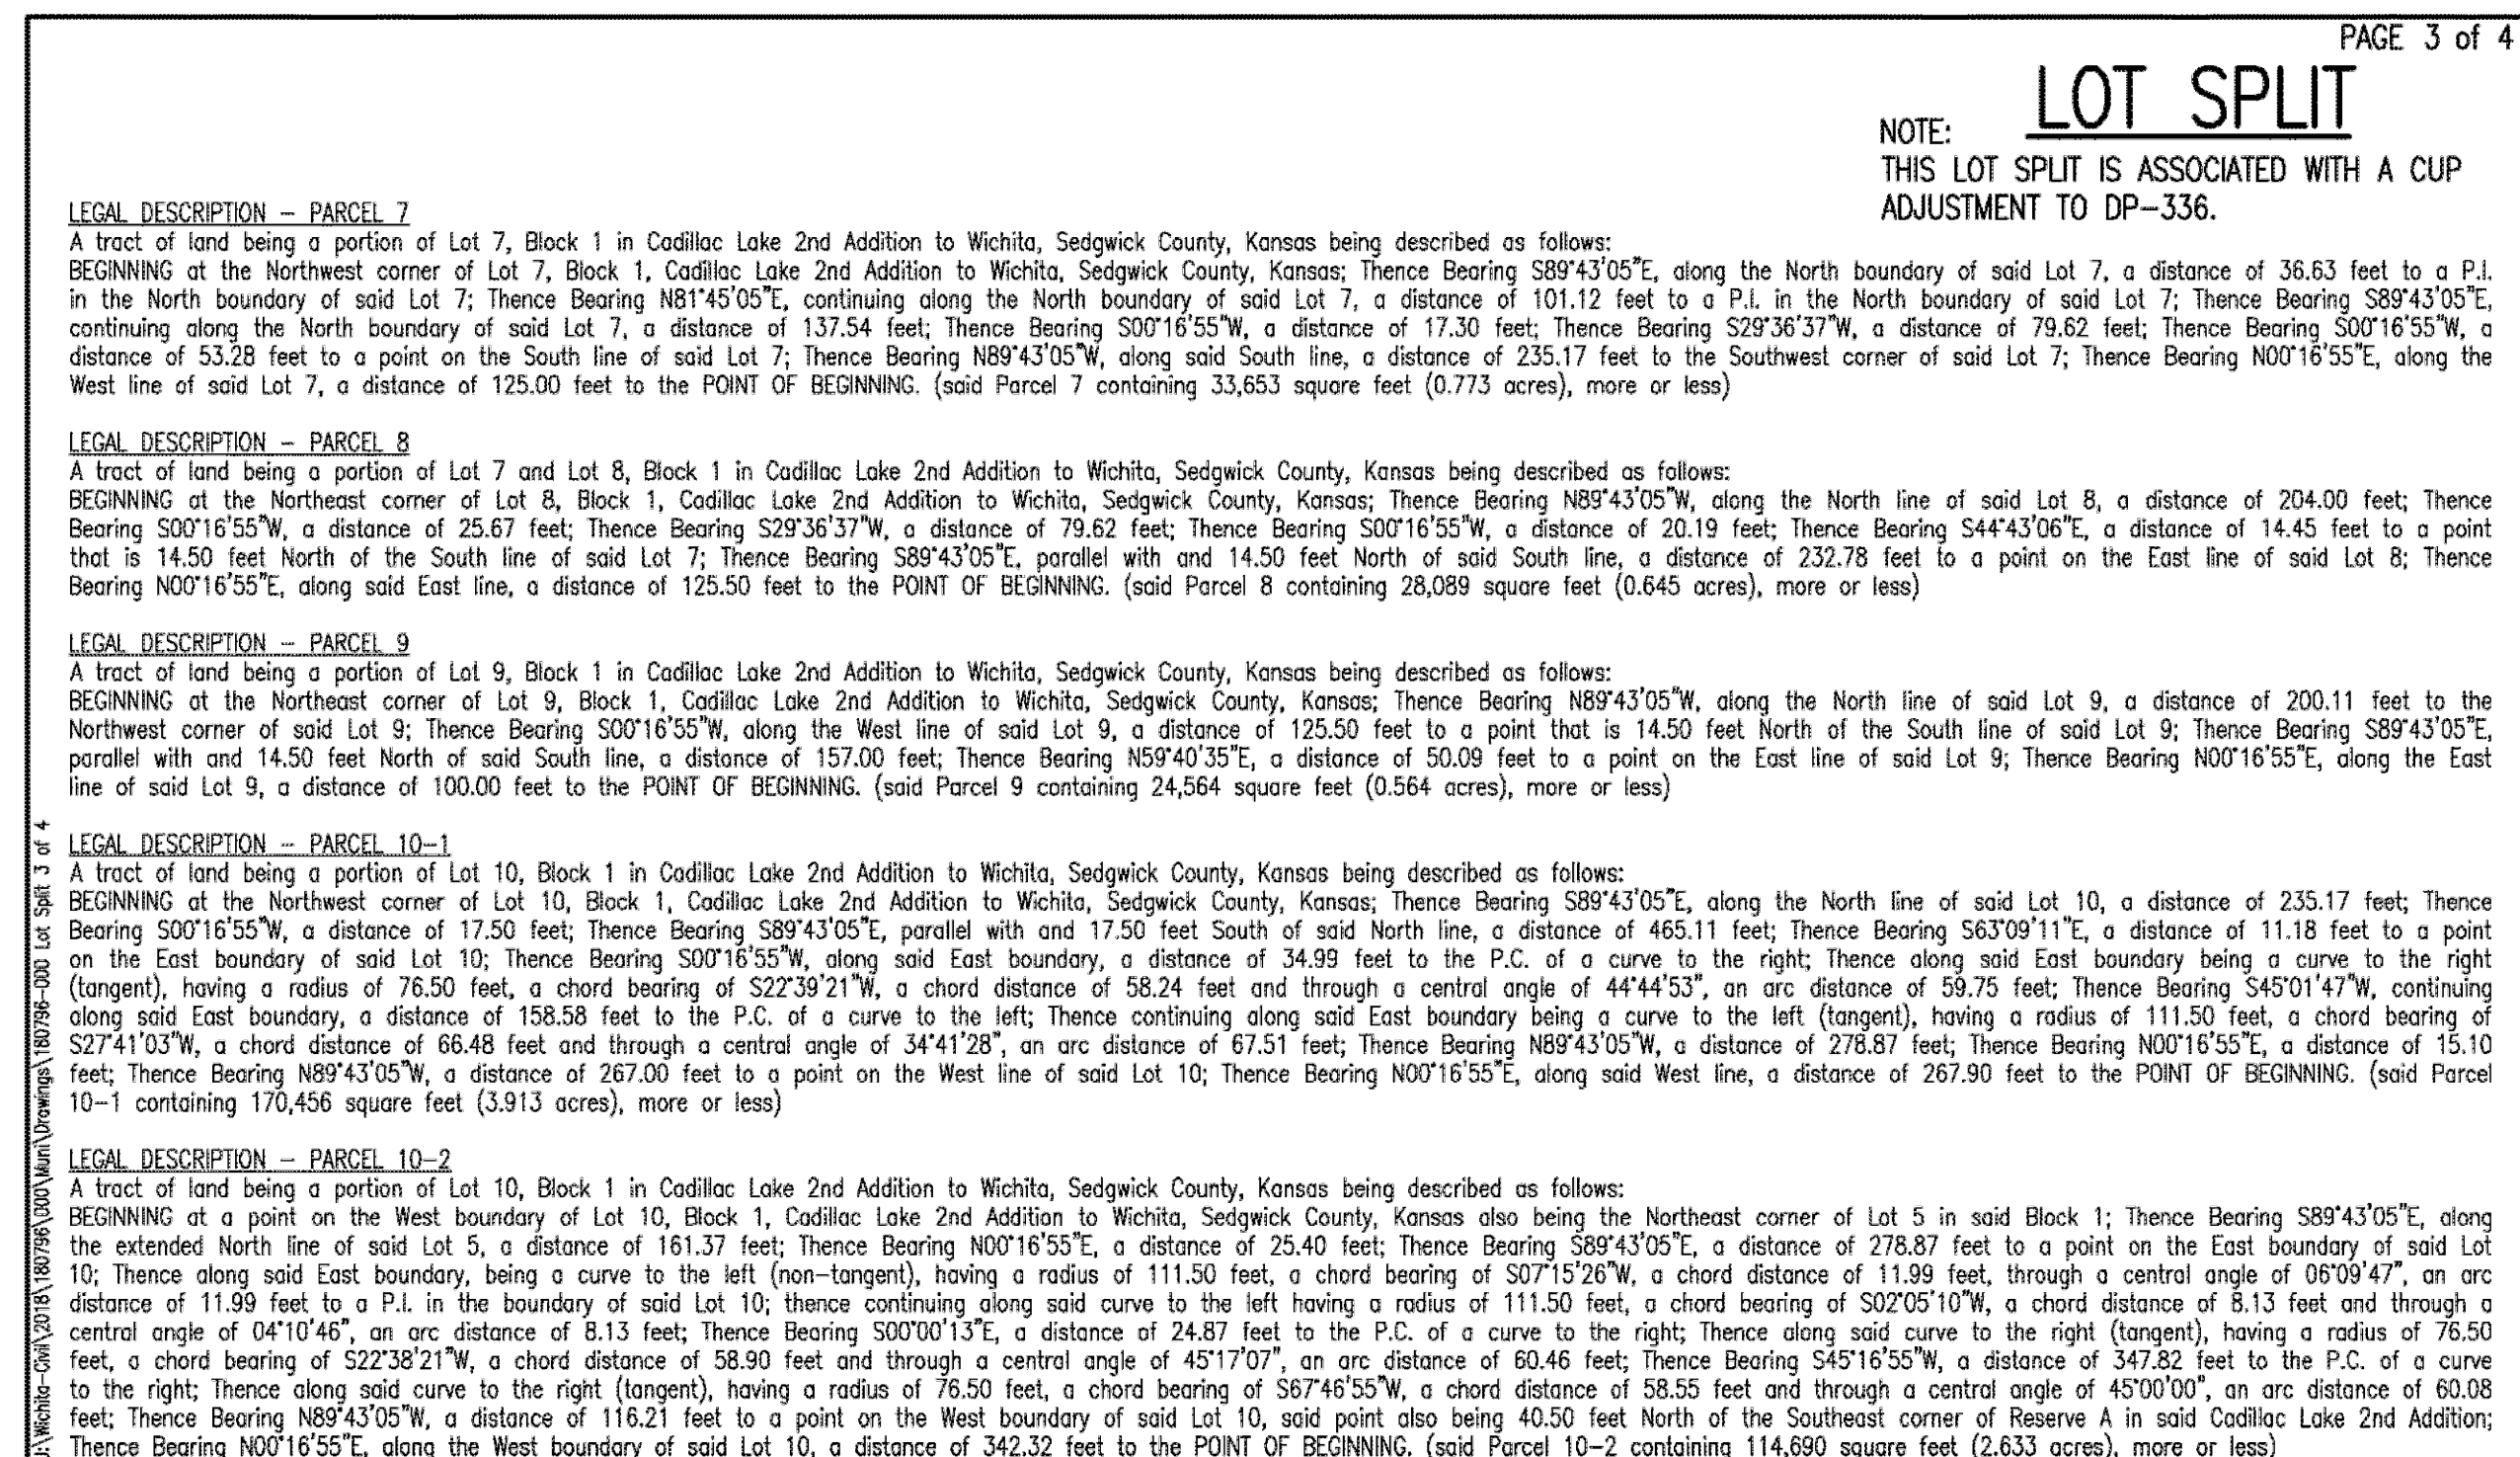 PAGE 3 of 4
LOT SPLIT
NOTE:
THIS LOT SPLIT IS ASSOCIATED WITH A CUP
ADJUSTMENT TO DP-336.
LEGAL DESCRIPTION - PARCEL 7
A tract of land being a portion of Lot 7, Block 1 in Cadillac Lake 2nd Addition to Wichita, Sedgwick County, Kansas being described as follows:
BEGINNING at the Northwest corner of Lot 7, Block 1, Cadillac Lake 2nd Addition to Wichita, Sedgwick County, Kansas; Thence Bearing S89°43'05"E, along the North boundary of said Lot 7, a distance of 36.63 feet to a P.I.
in the North boundary of said Lot 7; Thence Bearing N81°45'05"E, continuing along the North boundary of said Lot 7, a distance of 101.12 feet to a P.I. in the North boundary of said Lot 7; Thence Bearing S89°43'05"E,
continuing along the North boundary of said Lot 7, a distance of 137.54 feet; Thence Bearing S00°16'55"W, a distance of 17.30 feet; Thence Bearing S29°36'37"W, a distance of 79.62 feet; Thence Bearing S00°16'55"W, a
distance of 53.28 feet to a point on the South line of said Lot 7; Thence Bearing N89°43'05"W, along said South line, a distance of 235.17 feet to the Southwest corner of said Lot 7; Thence Bearing N00°16'55"E, along the
West line of said Lot 7, a distance of 125.00 feet to the POINT OF BEGINNING. (said Parcel 7 containing 33,653 square feet (0.773 acres), more or less)
LEGAL DESCRIPTION - PARCEL 8
A tract of land being a portion of Lot 7 and Lot 8, Block 1 in Cadillac Lake 2nd Addition to Wichita, Sedgwick County, Kansas being described as follows:
BEGINNING at the Northeast corner of Lot 8, Block 1, Cadillac Lake 2nd Addition to Wichita, Sedgwick County, Kansas; Thence Bearing N89°43'05"W, along the North line of said Lot 8, a distance of 204.00 feet; Thence
Bearing S00°16'55"W, a distance of 25.67 feet; Thence Bearing S29°36'37"W, a distance of 79.62 feet; Thence Bearing S00°16'55"W, a distance of 20.19 feet; Thence Bearing S44°43'06"E, a distance of 14.45 feet to a point
that is 14.50 feet North of the South line of said Lot 7; Thence Bearing S89°43'05"E, parallel with and 14.50 feet North of said South line, a distance of 232.78 feet to a point on the East line of said Lot 8; Thence
Bearing N00°16'55"E, along said East line, a distance of 125.50 feet to the POINT OF BEGINNING. (said Parcel 8 containing 28,089 square feet (0.645 acres), more or less)
LEGAL DESCRIPTION - PARCEL 9
A tract of land being a portion of Lot 9, Block 1 in Cadillac Lake 2nd Addition to Wichita, Sedgwick County, Kansas being described as follows:
BEGINNING at the Northeast corner of Lot 9, Block 1, Cadillac Lake 2nd Addition to Wichita, Sedgwick County, Kansas; Thence Bearing N89°43'05"W, along the North line of said Lot 9, a distance of 200.11 feet to the
Northwest corner of said Lot 9; Thence Bearing S00°16'55"W, along the West line of said Lot 9, a distance of 125.50 feet to a point that is 14.50 feet North of the South line of said Lot 9; Thence Bearing S89°43'05"E,
parallel with and 14.50 feet North of said South line, a distance of 157.00 feet; Thence Bearing N59°40'35"E, a distance of 50.09 feet to a point on the East line of said Lot 9; Thence Bearing N00°16'55"E, along the East
line of said Lot 9, a distance of 100.00 feet to the POINT OF BEGINNING. (said Parcel 9 containing 24,564 square feet (0.564 acres), more or less)
LEGAL DESCRIPTION - PARCEL 10-1
A tract of land being a portion of Lot 10, Block 1 in Cadillac Lake 2nd Addition to Wichita, Sedgwick County, Kansas being described as follows:
BEGINNING at the Northwest corner of Lot 10, Block 1, Cadillac Lake 2nd Addition to Wichita, Sedgwick County, Kansas; Thence Bearing S89°43'05"E, along the North line of said Lot 10, a distance of 235.17 feet; Thence
Bearing S00°16'55"W, a distance of 17.50 feet; Thence Bearing S89°43'05"E, parallel with and 17.50 feet South of said North line, a distance of 465.11 feet; Thence Bearing S63°09'11"E, a distance of 11.18 feet to a point
on the East boundary of said Lot 10; Thence Bearing S00°16'55"W, along said East boundary, a distance of 34.99 feet to the P.C. of a curve to the right; Thence along said East boundary being a curve to the right
(tangent), having a radius of 76.50 feet, a chord bearing of S22°39'21"W, a chord distance of 58.24 feet and through a central angle of 44°44'53", an arc distance of 59.75 feet; Thence Bearing S45°01'47"W, continuing
along said East boundary, a distance of 158.58 feet to the P.C. of a curve to the left; Thence continuing along said East boundary being a curve to the left (tangent), having a radius of 111.50 feet, a chord bearing of
S27°41'03"W, a chord distance of 66.48 feet and through a central angle of 34°41'28", an arc distance of 67.51 feet; Thence Bearing N89°43'05"W, a distance of 278.87 feet; Thence Bearing N00°16'55"E, a distance of 15.10
feet; Thence Bearing N89°43'05"W, a distance of 267.00 feet to a point on the West line of said Lot 10; Thence Bearing N00°16'55"E, along said West line, a distance of 267.90 feet to the POINT OF BEGINNING. (said Parcel
10-1 containing 170,456 square feet (3.913 acres), more or less)
LEGAL DESCRIPTION - PARCEL 10-2
A tract of land being a portion of Lot 10, Block 1 in Cadillac Lake 2nd Addition to Wichita, Sedgwick County, Kansas being described as follows:
BEGINNING at a point on the West boundary of Lot 10, Block 1, Cadillac Lake 2nd Addition to Wichita, Sedgwick County, Kansas also being the Northeast corner of Lot 5 in said Block 1; Thence Bearing S89°43'05"E, along
the extended North line of said Lot 5, a distance of 161.37 feet; Thence Bearing N00°16'55"E, a distance of 25.40 feet; Thence Bearing S89°43'05"E, a distance of 278.87 feet to a point on the East boundary of said Lot
10; Thence along said East boundary, being a curve to the left (non-tangent), having a radius of 111.50 feet, a chord bearing of S07°15'26"W, a chord distance of 11.99 feet, through a central angle of 06°09'47", an arc
distance of 11.99 feet to a P.I. in the boundary of said Lot 10; thence continuing along said curve to the left having a radius of 111.50 feet, a chord bearing of S02°05'10"W, a chord distance of 8.13 feet and through a
central angle of 04°10'46", an arc distance of 8.13 feet; Thence Bearing S00°00'13"E, a distance of 24.87 feet to the P.C. of a curve to the right; Thence along said curve to the right (tangent), having a radius of 76.50
feet, a chord bearing of S22°38'21"W, a chord distance of 58.90 feet and through a central angle of 45°17'07", an arc distance of 60.46 feet; Thence Bearing S45°16'55"W, a distance of 347.82 feet to the P.C. of a curve
to the right; Thence along said curve to the right (tangent), having a radius of 76.50 feet, a chord bearing of S67°46'55"W, a chord distance of 58.55 feet and through a central angle of 45°00'00", an arc distance of 60.08
feet; Thence Bearing N89°43'05"W, a distance of 116.21 feet to a point on the West boundary of said Lot 10, said point also being 40.50 feet North of the Southeast corner of Reserve A in said Cadillac Lake 2nd Addition;
Thence Bearing N00°16'55"E, along the West boundary of said Lot 10, a distance of 342.32 feet to the POINT OF BEGINNING. (said Parcel 10-2 containing 114,690 square feet (2.633 acres), more or less)
J:\Wichita-Civil\2018\180796\000\Muni\Drawings\180796-000 Lot Split 3 of 4